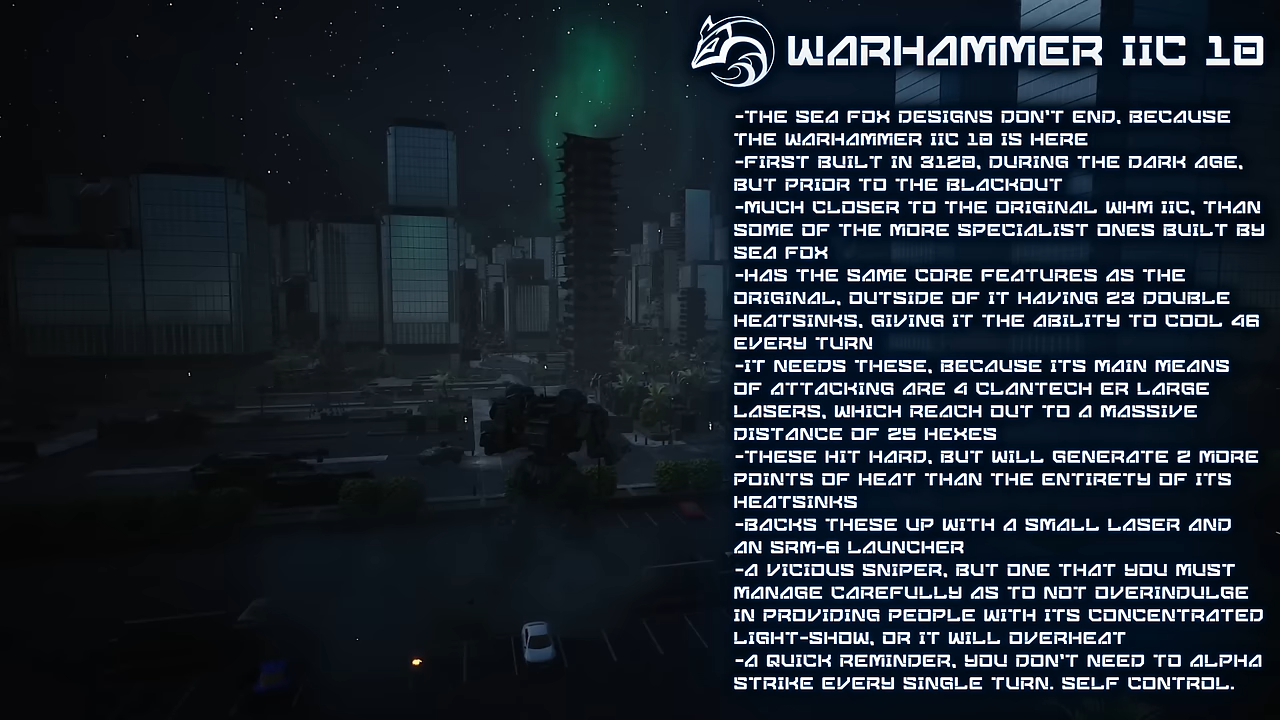 WARHAMMER IIC 10
-THE SEA FOX DESIGNS DON'T END, BECAUSE
THE WARHAMMER IIC 10 IS HERE
-FIRST BUILT IN 3120, DURING THE DARK AGE,
BUT PRIOR TO THE BLACKOUT
-MUCH CLOSER TO THE ORIGINAL WHM IIC, THAN
SOME OF THE MORE SPECIALIST ONES BUILT BY
SEA FOX
-HAS THE SAME CORE FEATURES AS THE
ORIGINAL, OUTSIDE OF IT HAVING 23 DOUBLE
HEATSINKS, GIVING IT THE ABILITY TO COOL 46
EVERY TURN
-IT NEEDS THESE, BECAUSE ITS MAIN MEANS
OF ATTACKING ARE 4 CLANTECH ER LARGE
LASERS, WHICH REACH OUT TO A MASSIVE
DISTANCE OF 25 HEXES
-THESE HIT HARD, BUT WILL GENERATE 2 MORE
POINTS OF HEAT THAN THE ENTIRETY OF ITS
HEATSINKS
-BACKS THESE UP WITH A SMALL LASER AND
AN SRM-6 LAUNCHER
-A VICIOUS SNIPER, BUT ONE THAT YOU MUST
MANAGE CAREFULLY AS TO NOT OVERINDULGE
IN PROVIDING PEOPLE WITH ITS CONCENTRATED
LIGHT-SHOW, OR IT WILL OVERHEAT
-A QUICK REMINDER, YOU DON'T NEED TO ALPHA
STRIKE EVERY SINGLE TURN. SELF CONTROL.